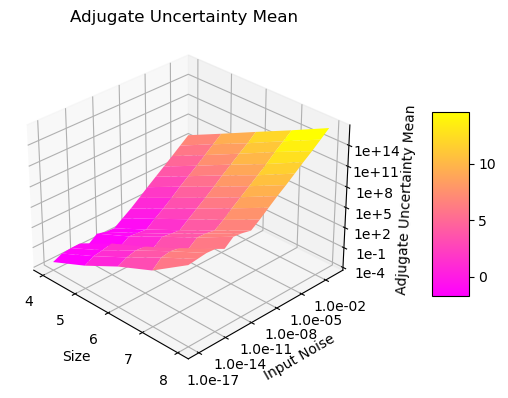 Adjugate Uncertainty Mean
1e+14
1e+11
1e+8
1e+5
1e+2
1e-1
1e-4
Adjugate Uncertainty Mean
10
5
0
4
5
6
7
8
Size
1.0e-17
1.0e-14
1.0e-11
1.0e-08
1.0e-05
1.0e-02
Input Noise